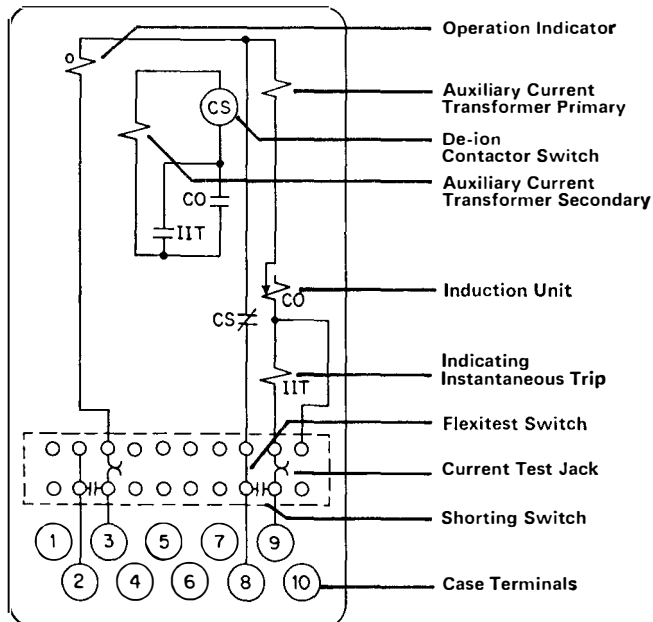 Operation Indicator
O
Auxiliary Current
Transformer Primary
CS
De-ion
Contactor Switch
Auxiliary Current
Transformer Secondary
CO
IIT
Induction Unit
CO
CS
Indicating
Instantaneous Trip
IIT
Flexitest Switch
Current Test Jack
Shorting Switch
1 3 5 7 9
2 4 6 8 10
Case Terminals